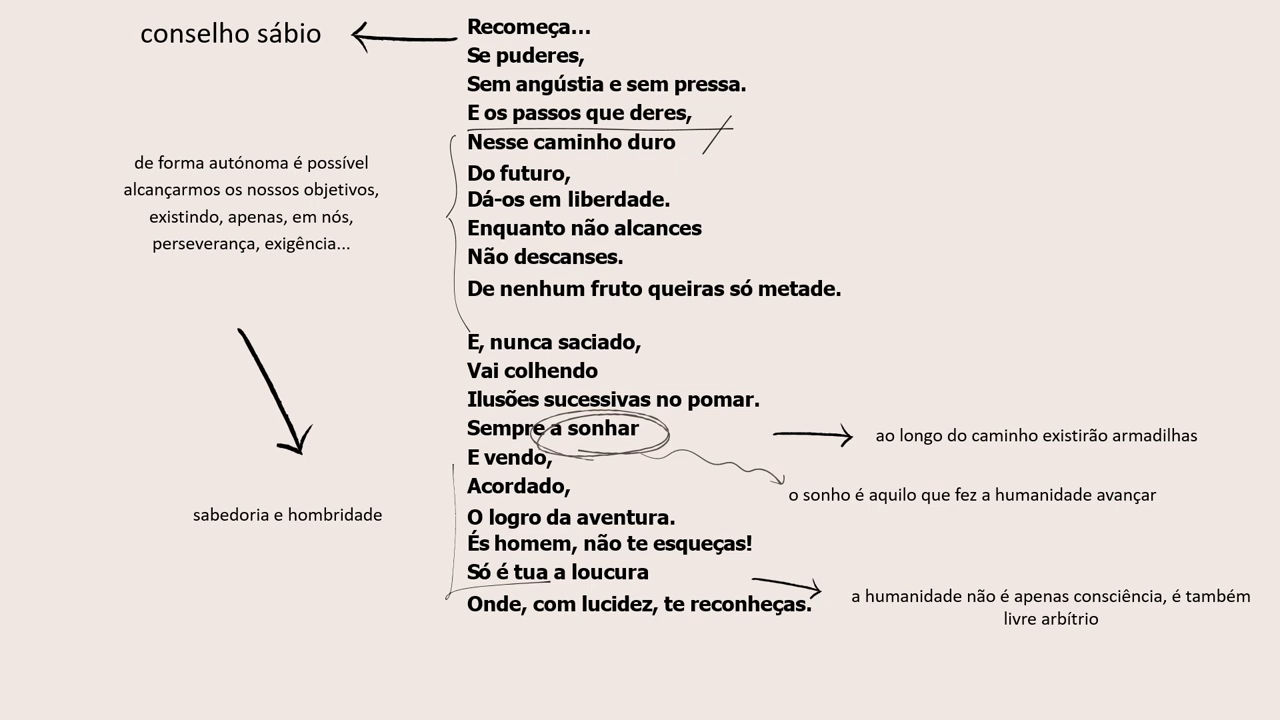 conselho sábio
Recomeça...
Se puderes,
Sem angústia e sem pressa.
E os passos que deres,
Nesse caminho duro
Do futuro,
Dá-os em liberdade.
Enquanto não alcances
Não descanses.
De nenhum fruto queiras só metade.
de forma autónoma é possível
alcançarmos os nossos objetivos,
existindo, apenas, em nós,
perseverança, exigência...
sabedoria e hombridade
E, nunca saciado,
Vai colhendo
Ilusões sucessivas no pomar.
Sempre a sonhar
E vendo,
Acordado,
O logro da aventura.
És homem, não te esqueças!
Só é tua a loucura
Onde, com lucidez, te reconheças.
ao longo do caminho existirão armadilhas
o sonho é aquilo que fez a humanidade avançar
a humanidade não é apenas consciência, é também
livre arbítrio